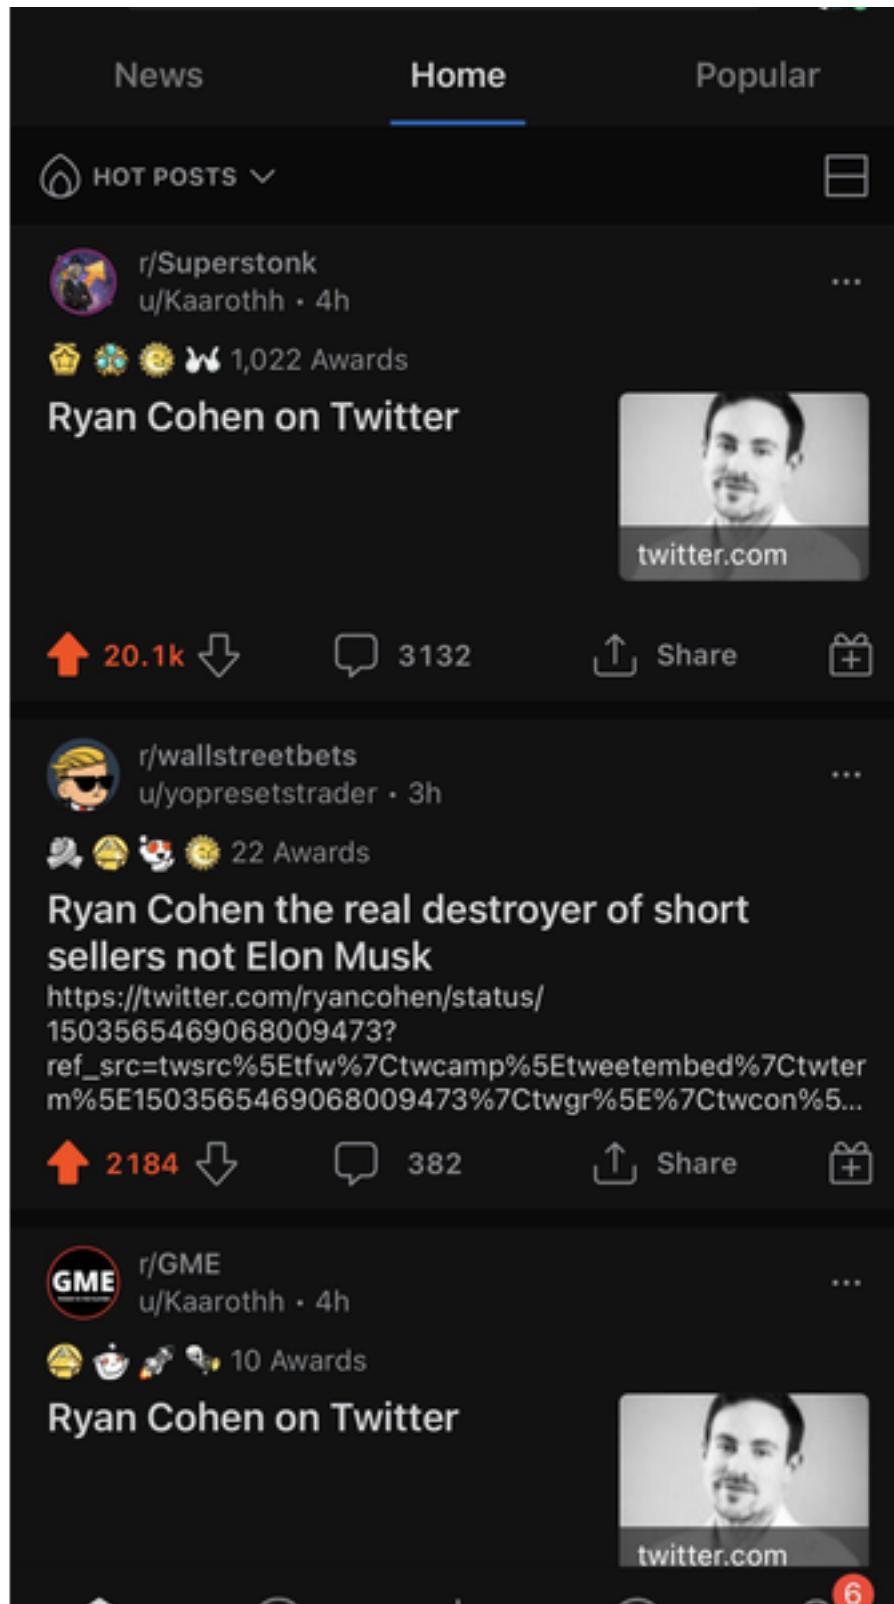 News Home Popular
HOT POSTS
r/Superstonk
u/Kaarothh • 4h
1,022 Awards
Ryan Cohen on Twitter
twitter.com
20.1k 3132 Share
r/wallstreetbets
u/yopresetstrader • 3h
22 Awards
Ryan Cohen the real destroyer of short
sellers not Elon Musk
https://twitter.com/ryancohen/status/
1503565469068009473?
ref_src=twsrc%5Etfw%7Ctwcamp%5Etweetembed%7Ctwter
m%5E1503565469068009473%7Ctwgr%5E%7Ctwcon%5...
2184 382 Share
GME
r/GME
u/Kaarothh • 4h
10 Awards
Ryan Cohen on Twitter
twitter.com
6